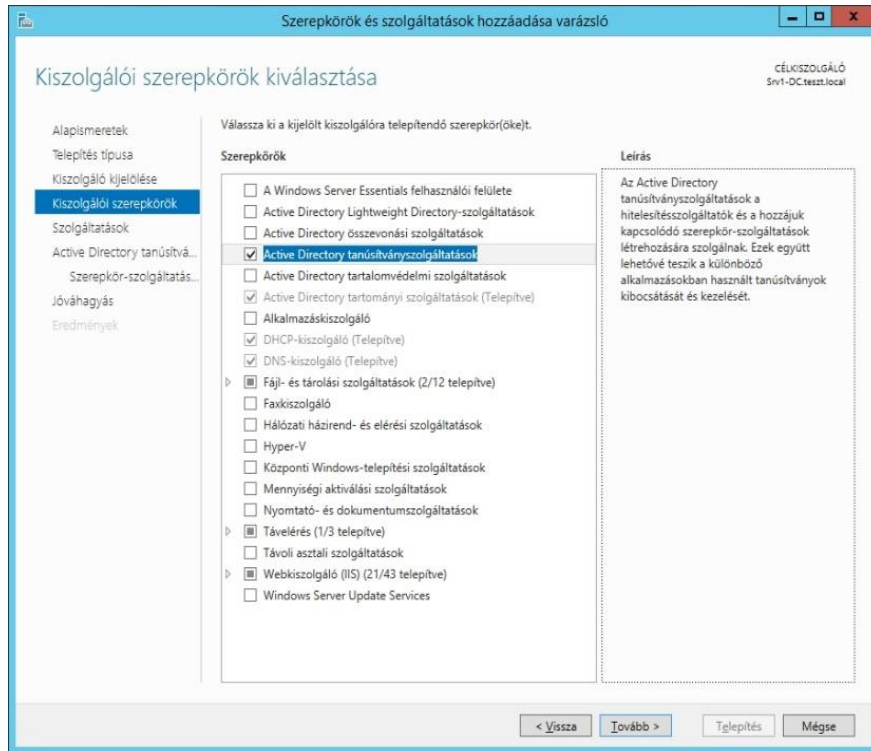 Szerepkörök és szolgáltatások hozzáadása varázsló
Kiszolgálói szerepkörök kiválasztása
CÉLKISZOLGÁLÓ
Srv1-DC.teszt.local
Alapismeretek
Telepítés típusa
Kiszolgáló kijelölése
Kiszolgálói szerepkörök
Szolgáltatások
Active Directory tanúsítvá...
Szerepkör-szolgáltatás...
Jóváhagyás
Eredmények
Válassza ki a kijelölt kiszolgálóra telepítendő szerepkör(öke)t.
Szerepkörök
A Windows Server Essentials felhasználói felülete
Active Directory Lightweight Directory-szolgáltatások
Active Directory összevonási szolgáltatások
Active Directory tanúsítványszolgáltatások
Active Directory tartalomvédelmi szolgáltatások
Active Directory tartományi szolgáltatások (Telepítve)
Alkalmazáskiszolgáló
DHCP-kiszolgáló (Telepítve)
DNS-kiszolgáló (Telepítve)
Fájl- és tárolási szolgáltatások (2/12 telepítve)
Faxkiszolgáló
Hálózati házirend- és elérési szolgáltatások
Hyper-V
Központi Windows-telepítési szolgáltatások
Mennyiségi aktiválási szolgáltatások
Nyomtató- és dokumentumszolgáltatások
Távelérés (1/3 telepítve)
Távoli asztali szolgáltatások
Webkiszolgáló (IIS) (21/43 telepítve)
Windows Server Update Services
Leírás
Az Active Directory
tanúsítványszolgáltatások a
hitelesítésszolgáltatók és a hozzájuk
kapcsolódó szerepkör-szolgáltatások
létrehozására szolgálnak. Ezek együtt
lehetővé teszik a különböző
alkalmazásokban használt tanúsítványok
kibocsátását és kezelését.
< Vissza
Tovább >
Telepítés
Mégse